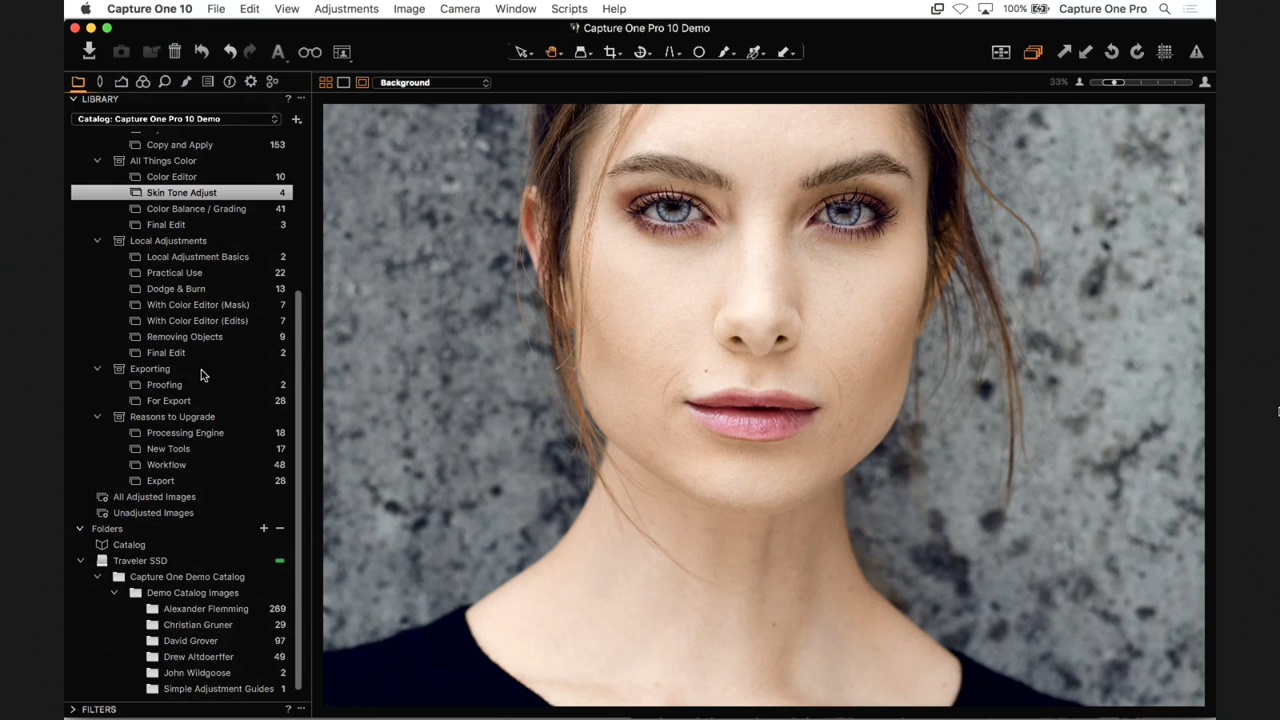 Capture One 10 File Edit View Adjustments Image Camera Window Scripts Help 100% Capture One Pro
Capture One Pro 10 Demo
Background 33%
LIBRARY ?
Catalog: Capture One Pro 10 Demo
Copy and Apply 153
All Things Color
Color Editor 10
Skin Tone Adjust 4
Color Balance / Grading 41
Final Edit 3
Local Adjustments
Local Adjustment Basics 2
Practical Use 22
Dodge & Burn 13
With Color Editor (Mask) 7
With Color Editor (Edits) 7
Removing Objects 9
Final Edit 2
Exporting
Proofing 2
For Export 28
Reasons to Upgrade
Processing Engine 18
New Tools 17
Workflow 48
Export 28
All Adjusted Images
Unadjusted Images
Folders
Catalog
Traveler SSD
Capture One Demo Catalog
Demo Catalog Images
Alexander Flemming 269
Christian Gruner 29
David Grover 97
Drew Altdoerffer 49
John Wildgoose 2
Simple Adjustment Guides 1
FILTERS ?